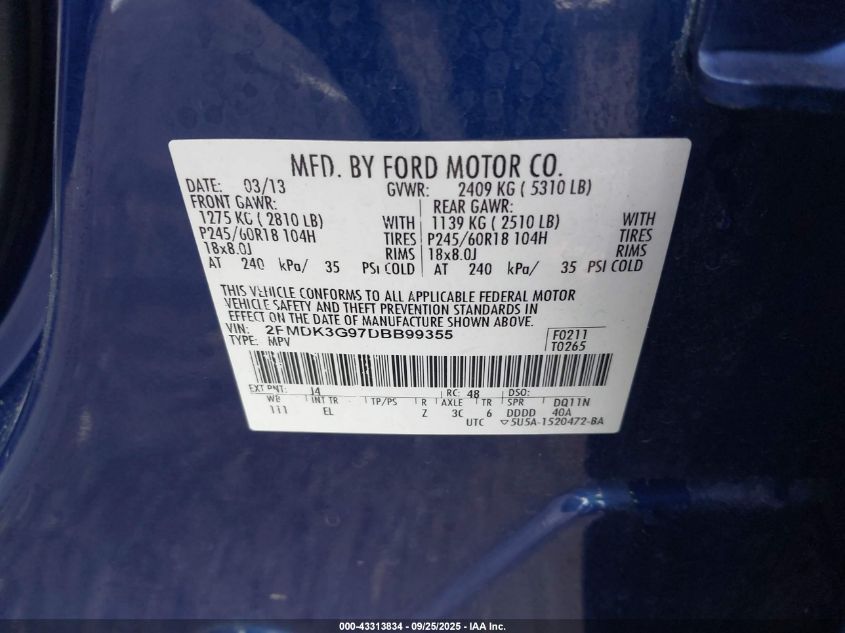 MFD. BY FORD MOTOR CO.
DATE: 03/13 GVWR: 2409 KG ( 5310 LB)
FRONT GAWR: REAR GAWR:
1275 KG ( 2810 LB) WITH 1139 KG ( 2510 LB) WITH
P245/60R18 104H TIRES P245/60R18 104H TIRES
18x8.0J RIMS 18x8.0J RIMS
AT 240 kPa/ 35 PSI COLD AT 240 kPa/ 35 PSI COLD
THIS VEHICLE CONFORMS TO ALL APPLICABLE FEDERAL MOTOR
VEHICLE SAFETY AND THEFT PREVENTION STANDARDS IN
EFFECT ON THE DATE OF MANUFACTURE SHOWN ABOVE.
VIN: 2FMDK3G97DBB99355 F0211
TYPE: MPV T0265
EXT PNT: J4 RC: 48 DSO:
WB INT TR TP/PS R AXLE TR SPR DQ11N
111 EL Z 3C 6 DDDD 40A
UTC ▽5U5A-1520472-BA
000-43313834 - 09/25/2025 - IAA Inc.